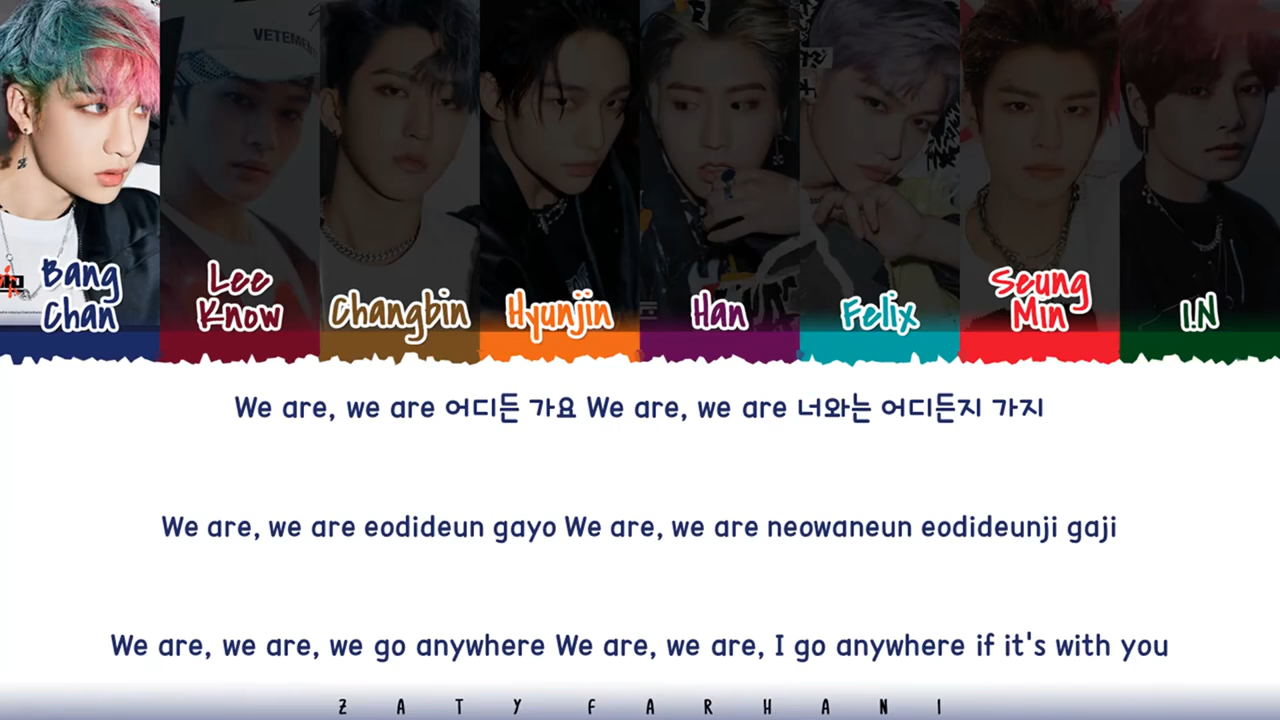 VETEMEN
Bang Chan
Lee Know
Changbin
Hyunjin
Han
Felix
Seung Min
I.N
We are, we are 어디든 가요 We are, we are 너와는 어디든지 가지
We are, we are eodideun gayo We are, we are neowaneun eodideunji gaji
We are, we are, we go anywhere We are, we are, I go anywhere if it's with you
ZATY FARHANI